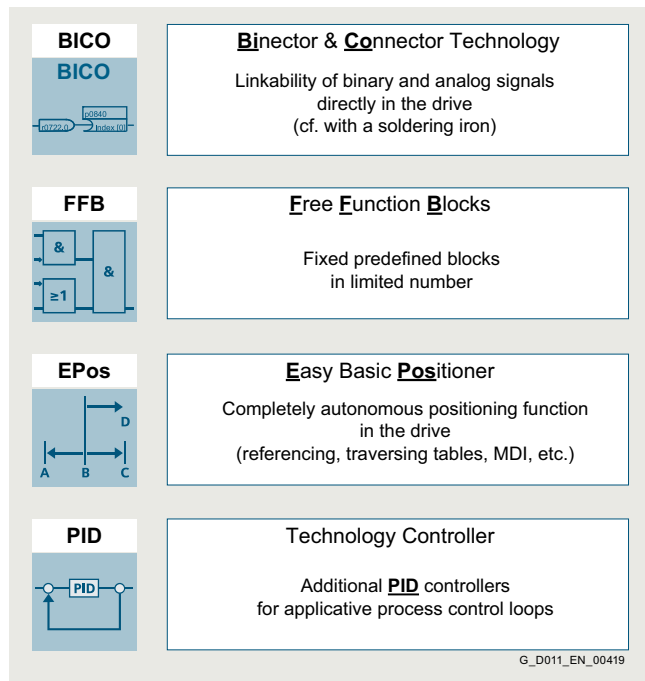 BICO
Binector & Connector Technology
BICO
Linkability of binary and analog signals
directly in the drive
(cf. with a soldering iron)
p0840
r0722.0
Index [0]
FFB
Free Function Blocks
&
&
≥1
Fixed predefined blocks
in limited number
EPos
Easy Basic Positioner
Completely autonomous positioning function
in the drive
(referencing, traversing tables, MDI, etc.)
D
A B C
PID
Technology Controller
PID
Additional PID controllers
for applicative process control loops
G_D011_EN_00419